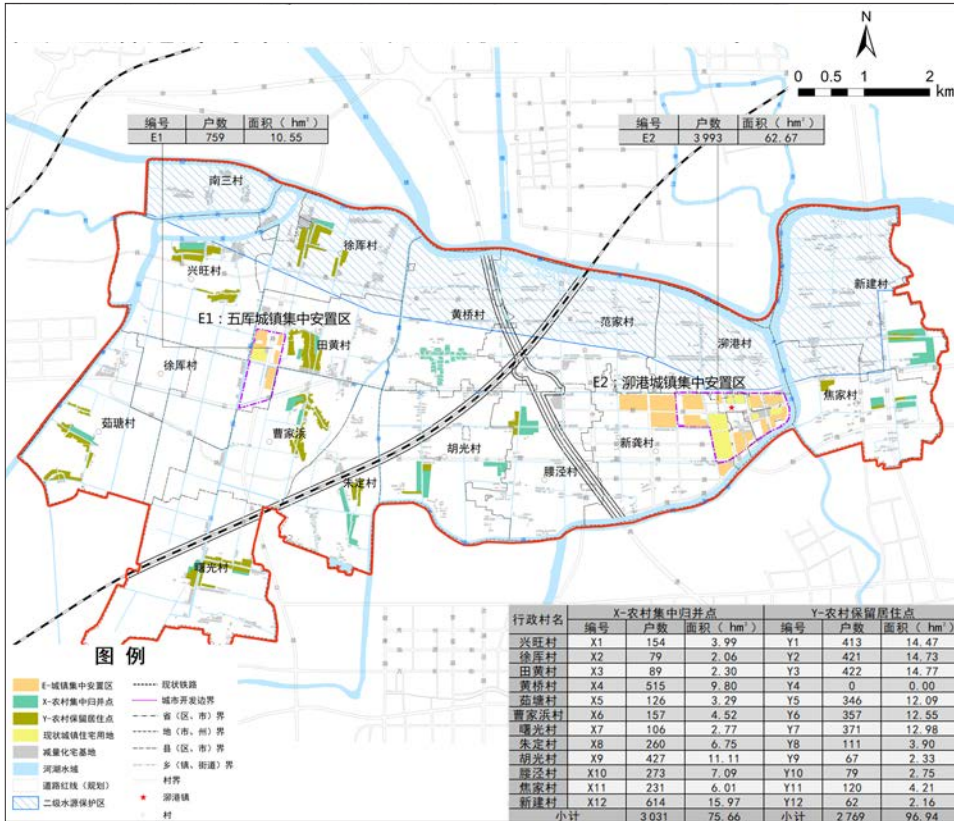 N
0 0.5 1 2
km
编号 户数 面积（hm²）
E1 759 10.55
编号 户数 面积（hm²）
E2 3 993 62.67
南三村
徐厍村
兴旺村
新建村
黄桥村
范家村
泖港村
E1：五厍城镇集中安置区
田黄村
徐厍村
E2：泖港城镇集中安置区
焦家村
茹塘村
曹家浜
胡光村
新龚村
腰泾村
朱定村
曙光村
图 例
E-城镇集中安置区
X-农村集中归并点
Y-农村保留居住点
现状城镇住宅用地
减量化宅基地
河湖水域
道路红线（规划）
二级水源保护区
现状铁路
城市开发边界
省（区、市）界
地（市、州）界
县（区、市）界
乡（镇、街道）界
村界
泖港镇
村
行政村名 X-农村集中归并点 Y-农村保留居住点
编号 户数 面积（hm²） 编号 户数 面积（hm²）
兴旺村 X1 154 3.99 Y1 413 14.47
徐厍村 X2 79 2.06 Y2 421 14.73
田黄村 X3 89 2.30 Y3 422 14.77
黄桥村 X4 515 9.80 Y4 0 0.00
茹塘村 X5 126 3.29 Y5 346 12.09
曹家浜村 X6 157 4.52 Y6 357 12.55
曙光村 X7 106 2.77 Y7 371 12.98
朱定村 X8 260 6.75 Y8 111 3.90
胡光村 X9 427 11.11 Y9 67 2.33
腰泾村 X10 273 7.09 Y10 79 2.75
焦家村 X11 231 6.01 Y11 120 4.21
新建村 X12 614 15.97 Y12 62 2.16
小计 3 031 75.66 小计 2 769 96.94